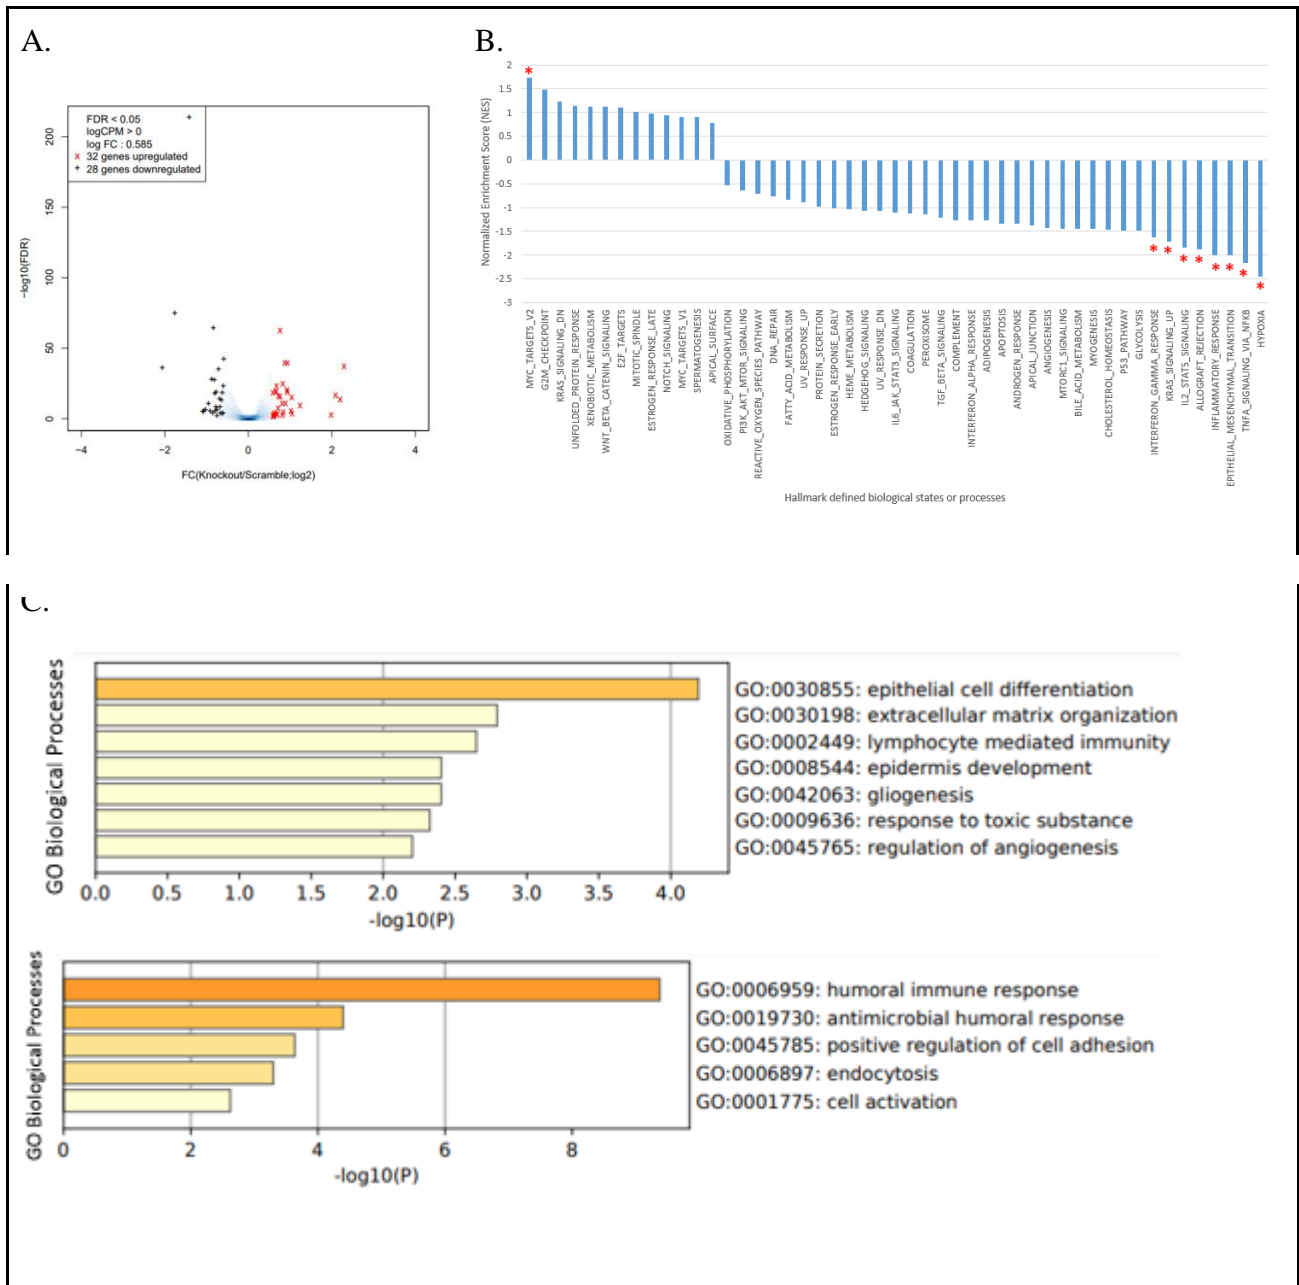 A.
B.
FDR < 0.05
logCPM > 0
log FC : 0.585
x 32 genes upregulated
+ 28 genes downregulated
200
150
100
50
0
−log10(FDR)
−4
−2
0
2
4
FC(Knockout/Scramble;log2)
Normalized Enrichment Score (NES)
2
1.5
1
0.5
0
-0.5
-1
-1.5
-2
-2.5
-3
*
* * * * * * * *
MYC_TARGETS_V2
G2M_CHECKPOINT
KRAS_SIGNALING_DN
UNFOLDED_PROTEIN_RESPONSE
XENOBIOTIC_METABOLISM
WNT_BETA_CATENIN_SIGNALING
E2F_TARGETS
MITOTIC_SPINDLE
ESTROGEN_RESPONSE_LATE
NOTCH_SIGNALING
MYC_TARGETS_V1
SPERMATOGENESIS
APICAL_SURFACE
OXIDATIVE_PHOSPHORYLATION
PI3K_AKT_MTOR_SIGNALING
REACTIVE_OXYGEN_SPECIES_PATHWAY
DNA_REPAIR
FATTY_ACID_METABOLISM
UV_RESPONSE_UP
PROTEIN_SECRETION
ESTROGEN_RESPONSE_EARLY
HEME_METABOLISM
HEDGEHOG_SIGNALING
UV_RESPONSE_DN
IL6_JAK_STAT3_SIGNALING
COAGULATION
PEROXISOME
TGF_BETA_SIGNALING
COMPLEMENT
INTERFERON_ALPHA_RESPONSE
ADIPOGENESIS
APOPTOSIS
ANDROGEN_RESPONSE
APICAL_JUNCTION
ANGIOGENESIS
MTORC1_SIGNALING
BILE_ACID_METABOLISM
MYOGENESIS
CHOLESTEROL_HOMEOSTASIS
P53_PATHWAY
GLYCOLYSIS
INTERFERON_GAMMA_RESPONSE
KRAS_SIGNALING_UP
IL2_STAT5_SIGNALING
ALLOGRAFT_REJECTION
INFLAMMATORY_RESPONSE
EPITHELIAL_MESENCHYMAL_TRANSITION
TNFA_SIGNALING_VIA_NFKB
HYPOXIA
Hallmark defined biological states or processes
C.
GO Biological Processes
GO:0030855: epithelial cell differentiation
GO:0030198: extracellular matrix organization
GO:0002449: lymphocyte mediated immunity
GO:0008544: epidermis development
GO:0042063: gliogenesis
GO:0009636: response to toxic substance
GO:0045765: regulation of angiogenesis
0.0 0.5 1.0 1.5 2.0 2.5 3.0 3.5 4.0
-log10(P)
GO Biological Processes
GO:0006959: humoral immune response
GO:0019730: antimicrobial humoral response
GO:0045785: positive regulation of cell adhesion
GO:0006897: endocytosis
GO:0001775: cell activation
0 2 4 6 8
-log10(P)